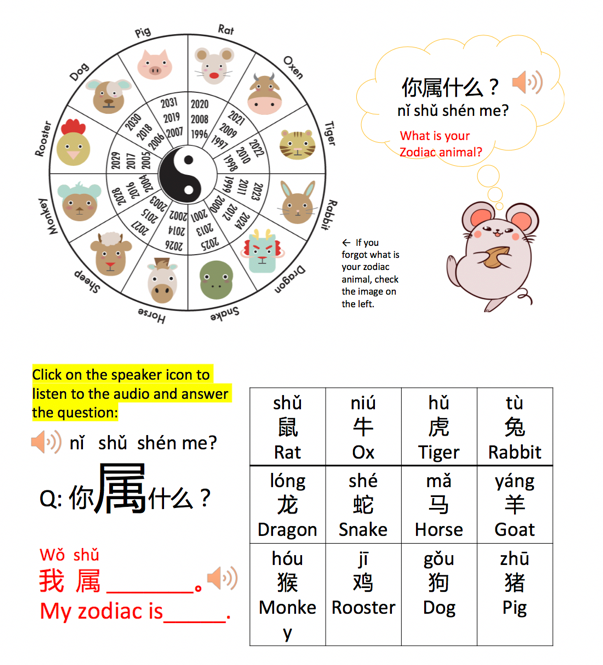 Rat
2020
2008
1996
Oxen
2021
2009
1997
Tiger
2022
2010
1998
Rabbit
2023
2011
1999
Dragon
2024
2012
2000
Snake
2025
2013
2001
Horse
2026
2014
2002
Sheep
2027
2015
2003
Monkey
2028
2016
2004
Rooster
2029
2017
2005
Dog
2030
2018
2006
Pig
2031
2019
2007
你属什么？
nǐ shǔ shén me?
What is your
Zodiac animal?
← If you
forgot what is
your zodiac
animal, check
the image on
the left.
Click on the speaker icon to
listen to the audio and answer
the question:
nǐ shǔ shén me?
Q: 你属什么？
Wǒ shǔ
我 属 _______。
My zodiac is_____.
shǔ niú hǔ tù
鼠 牛 虎 兔
Rat Ox Tiger Rabbit
lóng shé mǎ yáng
龙 蛇 马 羊
Dragon Snake Horse Goat
hóu jī gǒu zhū
猴 鸡 狗 猪
Monke Rooster Dog Pig
y